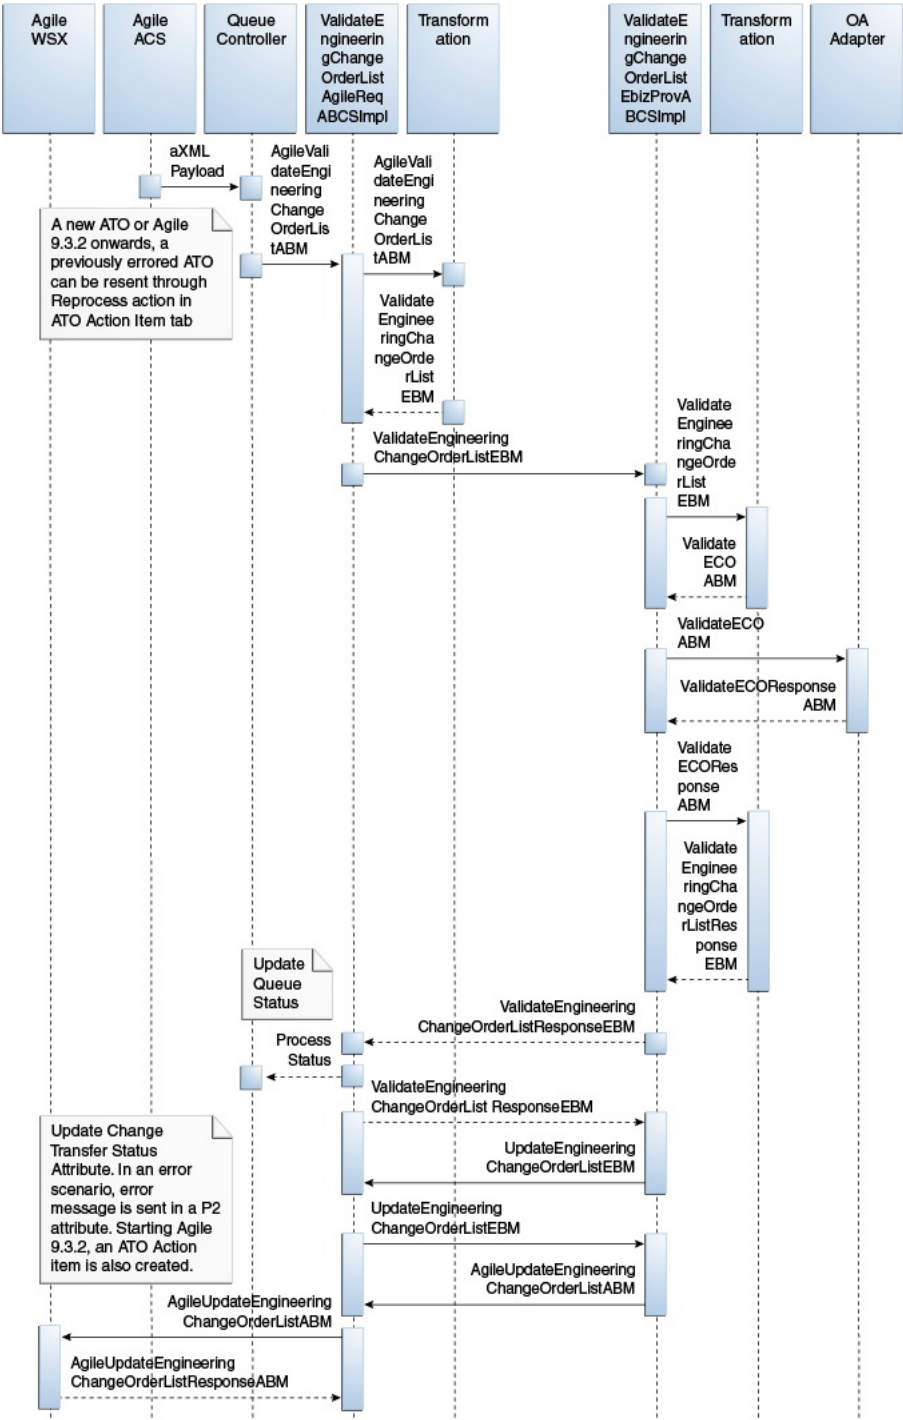 Agile
WSX
Agile
ACS
Queue
Controller
ValidateE
ngineerin
gChange
OrderList
AgileReq
ABCSImpl
Transform
ation
ValidateE
ngineerin
gChange
OrderList
EbizProvA
BCSImpl
Transform
ation
OA
Adapter
aXML
Payload
AgileVali
dateEngi
neering
Change
OrderLis
tABM
AgileVali
dateEngi
neering
Change
OrderLis
tABM
A new ATO or Agile
9.3.2 onwards, a
previously errored ATO
can be resent through
Reprocess action in
ATO Action Item tab
Validate
Enginee
ringCha
ngeOrde
rList
EBM
ValidateEngineering
ChangeOrderListEBM
Validate
Enginee
ringCha
ngeOrde
rList
EBM
Validate
ECO
ABM
ValidateECO
ABM
ValidateECOResponse
ABM
Validate
ECORes
ponse
ABM
Validate
Enginee
ringCha
ngeOrde
rListRes
ponse
EBM
Update
Queue
Status
ValidateEngineering
ChangeOrderListResponseEBM
Process
Status
ValidateEngineering
ChangeOrderList ResponseEBM
Update Change
Transfer Status
Attribute. In an error
scenario, error
message is sent in a P2
attribute. Starting Agile
9.3.2, an ATO Action
item is also created.
UpdateEngineering
ChangeOrderListEBM
UpdateEngineering
ChangeOrderListEBM
AgileUpdateEngineering
ChangeOrderListABM
AgileUpdateEngineering
ChangeOrderListABM
AgileUpdateEngineering
ChangeOrderListResponseABM